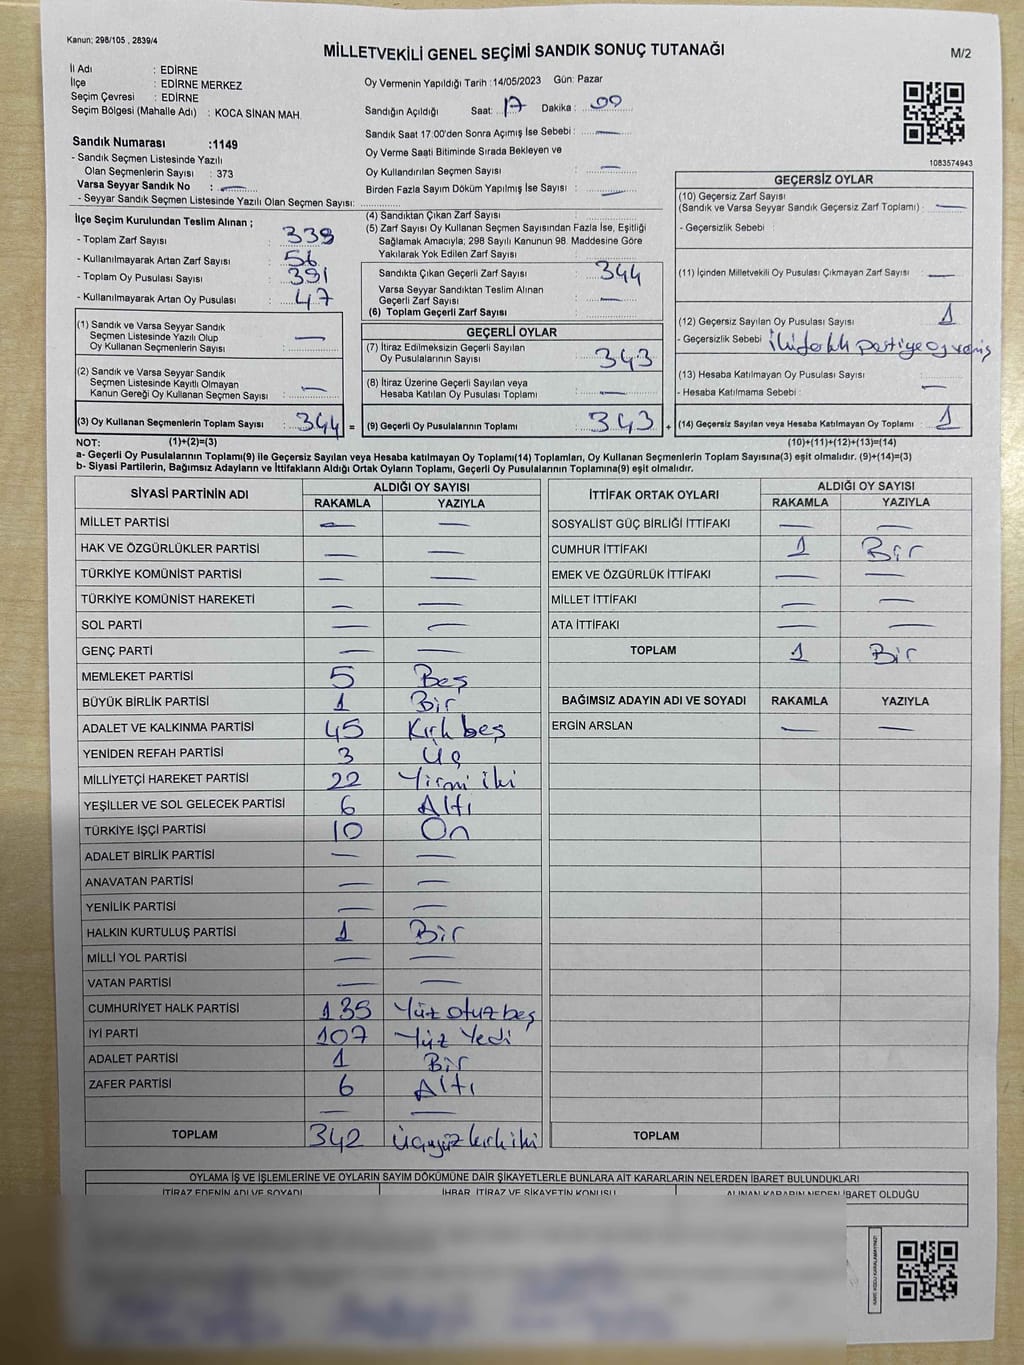 Kanun: 298/105 , 2839/4
MİLLETVEKİLİ GENEL SEÇİMİ SANDIK SONUÇ TUTANAĞI
M/2
İl Adı : EDİRNE
İlçe : EDİRNE MERKEZ
Seçim Çevresi : EDİRNE
Seçim Bölgesi (Mahalle Adı) : KOCA SİNAN MAH.
Oy Vermenin Yapıldığı Tarih :14/05/2023 Gün: Pazar
Sandığın Açıldığı Saat: 17 Dakika : 00
Sandık Saat 17:00'den Sonra Açımış İse Sebebi : —
Oy Verme Saati Bitiminde Sırada Bekleyen ve
Oy Kullandırılan Seçmen Sayısı : —
Birden Fazla Sayım Döküm Yapılmış İse Sayısı : —
1083574943
Sandık Numarası :1149
- Sandık Seçmen Listesinde Yazılı
Olan Seçmenlerin Sayısı : 373
Varsa Seyyar Sandık No : —
- Seyyar Sandık Seçmen Listesinde Yazılı Olan Seçmen Sayısı:
İlçe Seçim Kurulundan Teslim Alınan ;
- Toplam Zarf Sayısı : 339
- Kullanılmayarak Artan Zarf Sayısı : 56
- Toplam Oy Pusulası Sayısı : 391
- Kullanılmayarak Artan Oy Pusulası : 47
(1) Sandık ve Varsa Seyyar Sandık
Seçmen Listesinde Yazılı Olup
Oy Kullanan Seçmenlerin Sayısı : —
(2) Sandık ve Varsa Seyyar Sandık
Seçmen Listesinde Kayıtlı Olmayan
Kanun Gereği Oy Kullanan Seçmen Sayısı : —
(3) Oy Kullanan Seçmenlerin Toplam Sayısı : 344 =
(4) Sandıktan Çıkan Zarf Sayısı :
(5) Zarf Sayısı Oy Kullanan Seçmen Sayısından Fazla İse, Eşitliği
Sağlamak Amacıyla; 298 Sayılı Kanunun 98. Maddesine Göre
Yakılarak Yok Edilen Zarf Sayısı :
Sandıkta Çıkan Geçerli Zarf Sayısı : 344
Varsa Seyyar Sandıktan Teslim Alınan
Geçerli Zarf Sayısı : —
(6) Toplam Geçerli Zarf Sayısı :
GEÇERLİ OYLAR
(7) İtiraz Edilmeksizin Geçerli Sayılan
Oy Pusulalarının Sayısı : 343
(8) İtiraz Üzerine Geçerli Sayılan veya
Hesaba Katılan Oy Pusulası Toplamı : —
(9) Geçerli Oy Pusulalarının Toplamı : 343 +
GEÇERSİZ OYLAR
(10) Geçersiz Zarf Sayısı
(Sandık ve Varsa Seyyar Sandık Geçersiz Zarf Toplamı) : —
- Geçersizlik Sebebi :
(11) İçinden Milletvekili Oy Pusulası Çıkmayan Zarf Sayısı : —
(12) Geçersiz Sayılan Oy Pusulası Sayısı : 1
- Geçersizlik Sebebi : İki farklı partiye oy vermiş
(13) Hesaba Katılmayan Oy Pusulası Sayısı :
- Hesaba Katılmama Sebebi : —
(14) Geçersiz Sayılan veya Hesaba Katılmayan Oy Toplamı : 1
NOT: (1)+(2)=(3) (10)+(11)+(12)+(13)=(14)
a- Geçerli Oy Pusulalarının Toplamı(9) ile Geçersiz Sayılan veya Hesaba katılmayan Oy Toplamı(14) Toplamları, Oy Kullanan Seçmenlerin Toplam Sayısına(3) eşit olmalıdır. (9)+(14)=(3)
b- Siyasi Partilerin, Bağımsız Adayların ve İttifakların Aldığı Ortak Oyların Toplamı, Geçerli Oy Pusulalarının Toplamına(9) eşit olmalıdır.
SİYASİ PARTİNİN ADI
ALDIĞI OY SAYISI
RAKAMLA YAZIYLA
MİLLET PARTİSİ — —
HAK VE ÖZGÜRLÜKLER PARTİSİ — —
TÜRKİYE KOMÜNİST PARTİSİ — —
TÜRKİYE KOMÜNİST HAREKETİ — —
SOL PARTİ — —
GENÇ PARTİ — —
MEMLEKET PARTİSİ 5 Beş
BÜYÜK BİRLİK PARTİSİ 1 Bir
ADALET VE KALKINMA PARTİSİ 45 Kırk beş
YENİDEN REFAH PARTİSİ 3 Üç
MİLLİYETÇİ HAREKET PARTİSİ 22 Yirmi iki
YEŞİLLER VE SOL GELECEK PARTİSİ 6 Altı
TÜRKİYE İŞÇİ PARTİSİ 10 On
ADALET BİRLİK PARTİSİ — —
ANAVATAN PARTİSİ — —
YENİLİK PARTİSİ — —
HALKIN KURTULUŞ PARTİSİ 1 Bir
MİLLİ YOL PARTİSİ — —
VATAN PARTİSİ — —
CUMHURİYET HALK PARTİSİ 135 Yüz otuz beş
İYİ PARTİ 107 Yüz Yedi
ADALET PARTİSİ 1 Bir
ZAFER PARTİSİ 6 Altı
— —
TOPLAM 342 Üçyüz kırk iki
İTTİFAK ORTAK OYLARI
ALDIĞI OY SAYISI
RAKAMLA YAZIYLA
SOSYALİST GÜÇ BİRLİĞİ İTTİFAKI — —
CUMHUR İTTİFAKI 1 Bir
EMEK VE ÖZGÜRLÜK İTTİFAKI — —
MİLLET İTTİFAKI — —
ATA İTTİFAKI — —
TOPLAM 1 Bir
BAĞIMSIZ ADAYIN ADI VE SOYADI RAKAMLA YAZIYLA
ERGİN ARSLAN — —
TOPLAM
OYLAMA İŞ VE İŞLEMLERİNE VE OYLARIN SAYIM DÖKÜMÜNE DAİR ŞİKAYETLERLE BUNLARA AİT KARARLARIN NELERDEN İBARET BULUNDUKLARI
İTİRAZ EDENİN ADI VE SOYADI İHBAR, İTİRAZ VE ŞİKAYETİN KONUSU ALINAN KARARIN NEDEN İBARET OLDUĞU